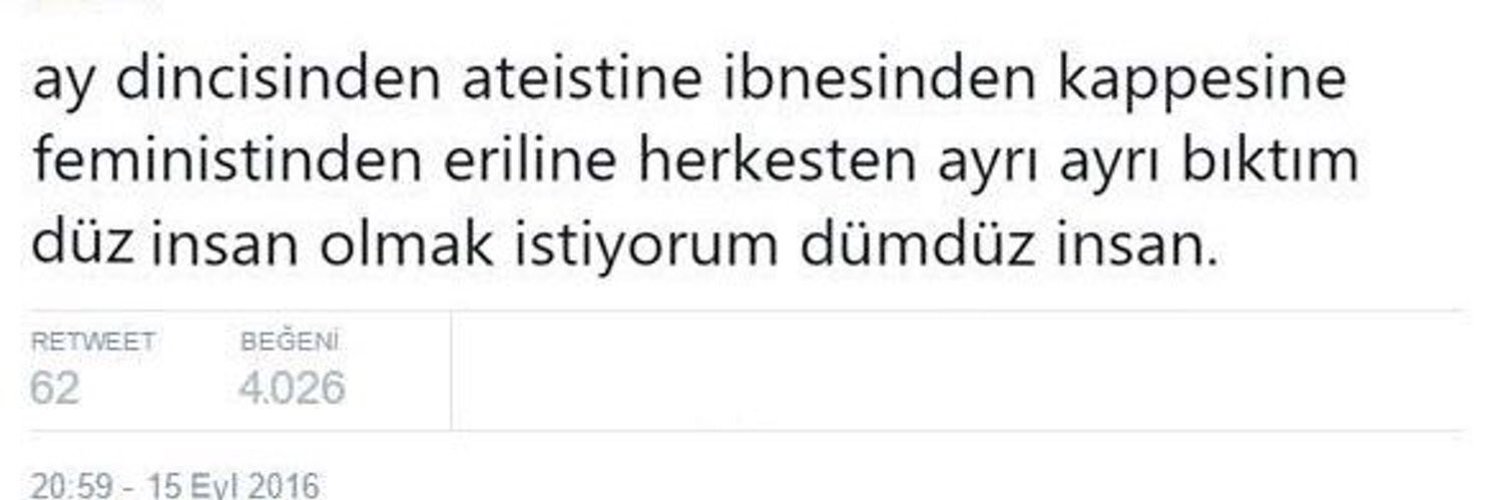 ay dincisinden ateistine ibnesinden kappesine
feministinden eriline herkesten ayrı ayrı bıktım
düz insan olmak istiyorum dümdüz insan.
RETWEET BEĞENİ
62 4.026
20:59 - 15 Eyl 2016